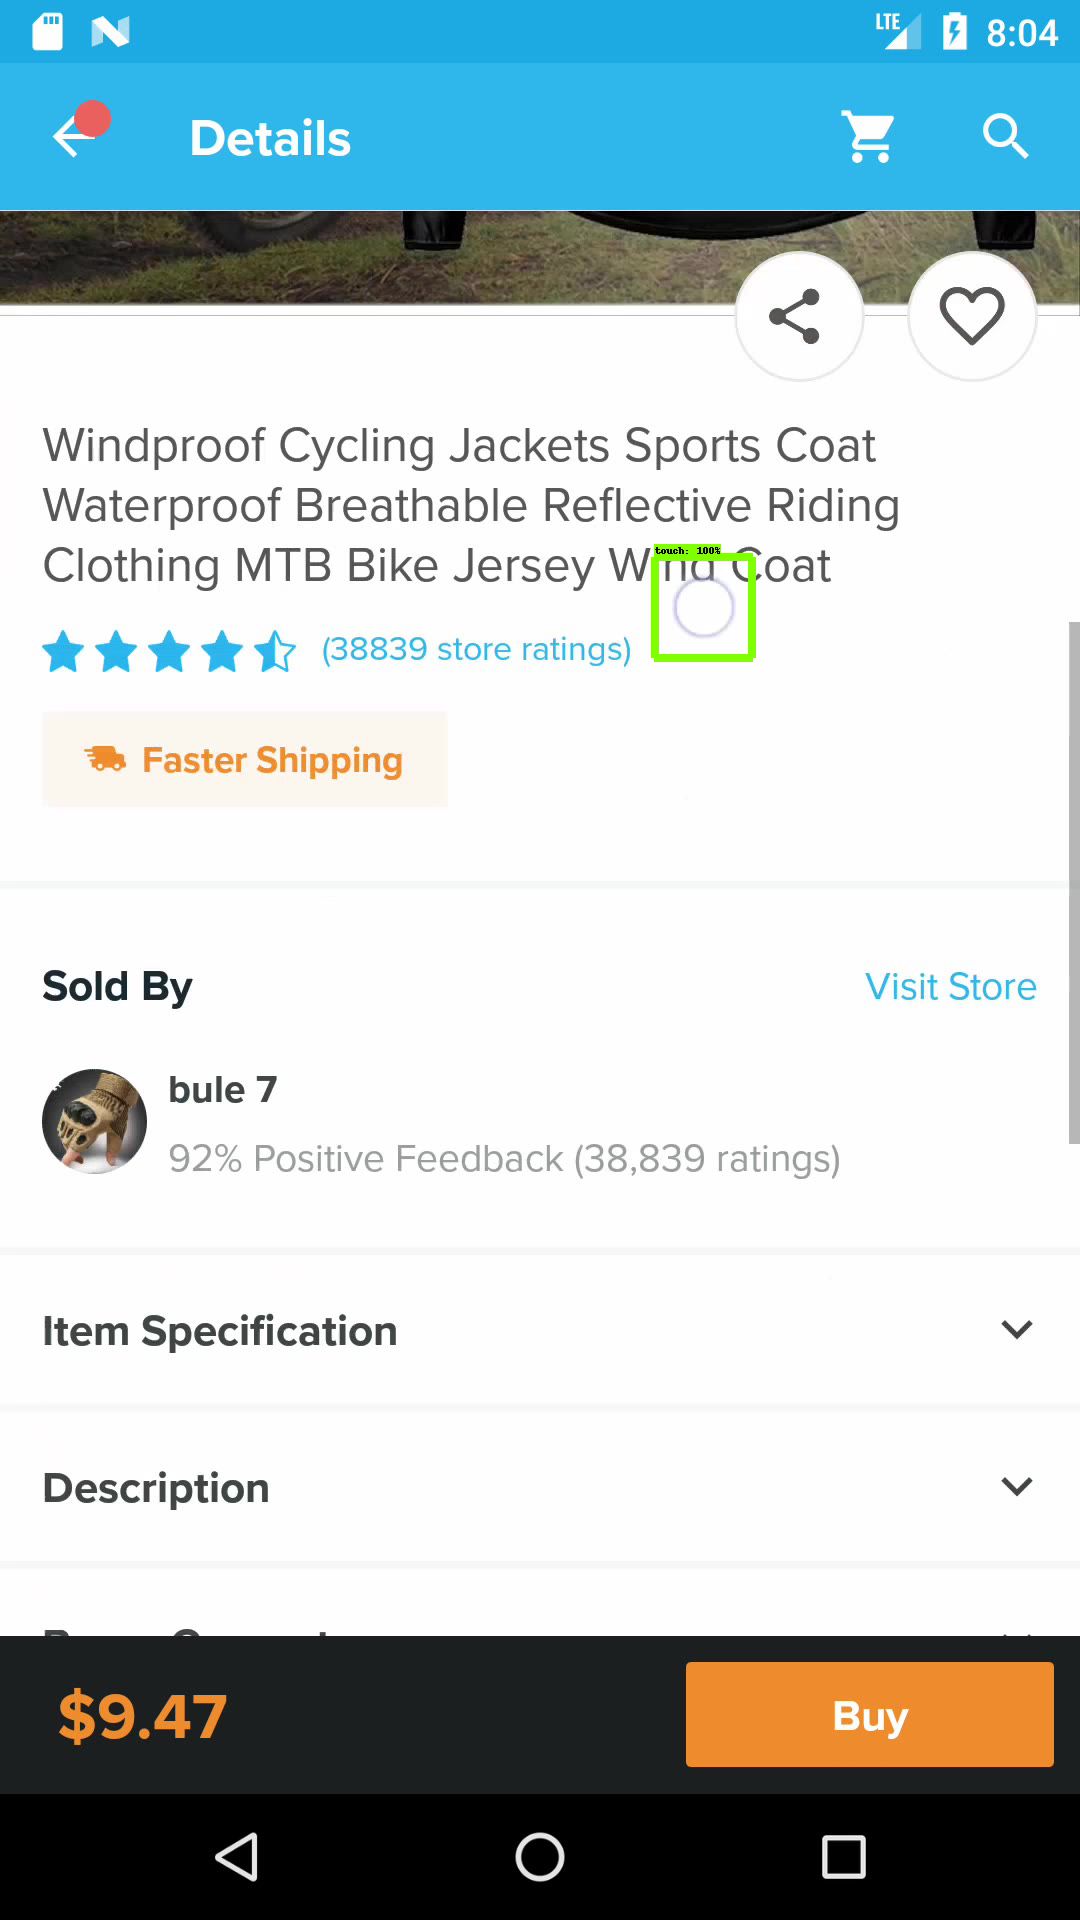 LTE 8:04
Details
Windproof Cycling Jackets Sports Coat
Waterproof Breathable Reflective Riding
Clothing MTB Bike Jersey Wind Coat
touch: 100%
(38839 store ratings)
Faster Shipping
Sold By
Visit Store
bule 7
92% Positive Feedback (38,839 ratings)
Item Specification
Description
$9.47
Buy